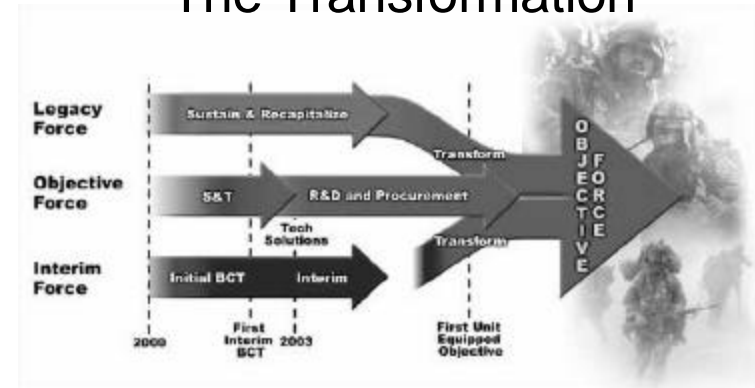 The Transformation
Legacy
Force
Sustain & Recapitalize
Transform
Objective
Force
S&T
R&D and Procurement
Tech
Solutions
Transform
OBJECTIVE
FORCE
Interim
Force
Initial BCT
Interim
2000
First
Interim
BCT
2003
First Unit
Equipped
Objective